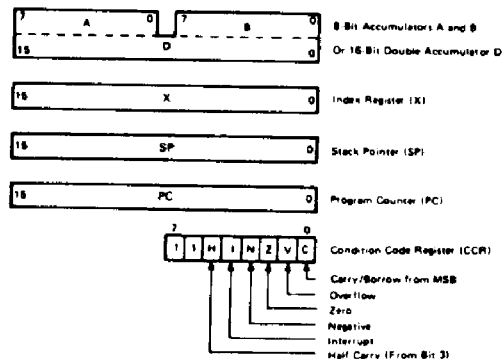 7 A 0 7 B 0 8-Bit Accumulators A and B
15 D 0 Or 16-Bit Double Accumulator D
15 X 0 Index Register (X)
15 SP 0 Stack Pointer (SP)
15 PC 0 Program Counter (PC)
7 0
1 1 H I N Z V C Condition Code Register (CCR)
Carry/Borrow from MSB
Overflow
Zero
Negative
Interrupt
Half Carry (From Bit 3)